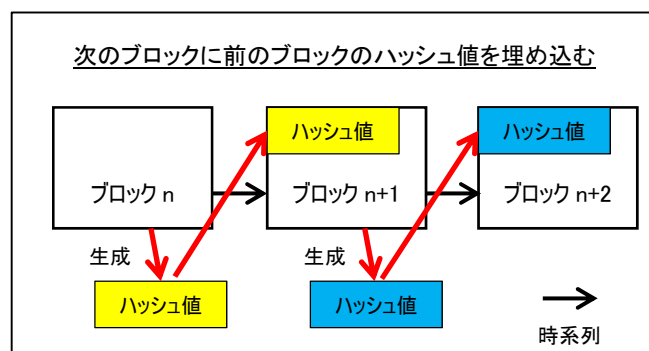 次のブロックに前のブロックのハッシュ値を埋め込む
ハッシュ値
ハッシュ値
ブロック n
ブロック n+1
ブロック n+2
生成
生成
ハッシュ値
ハッシュ値
時系列